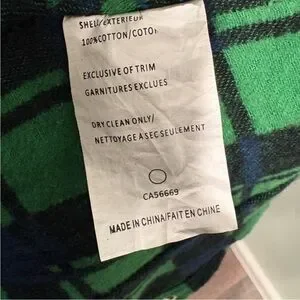 SHELL/EXTERIEUR
100%COTTON/COTON
EXCLUSIVE OF TRIM
GARNITURES EXCLUES
DRY CLEAN ONLY/
NETTOYAGE A SEC SEULEMENT
CA56669
MADE IN CHINA/FAIT EN CHINE